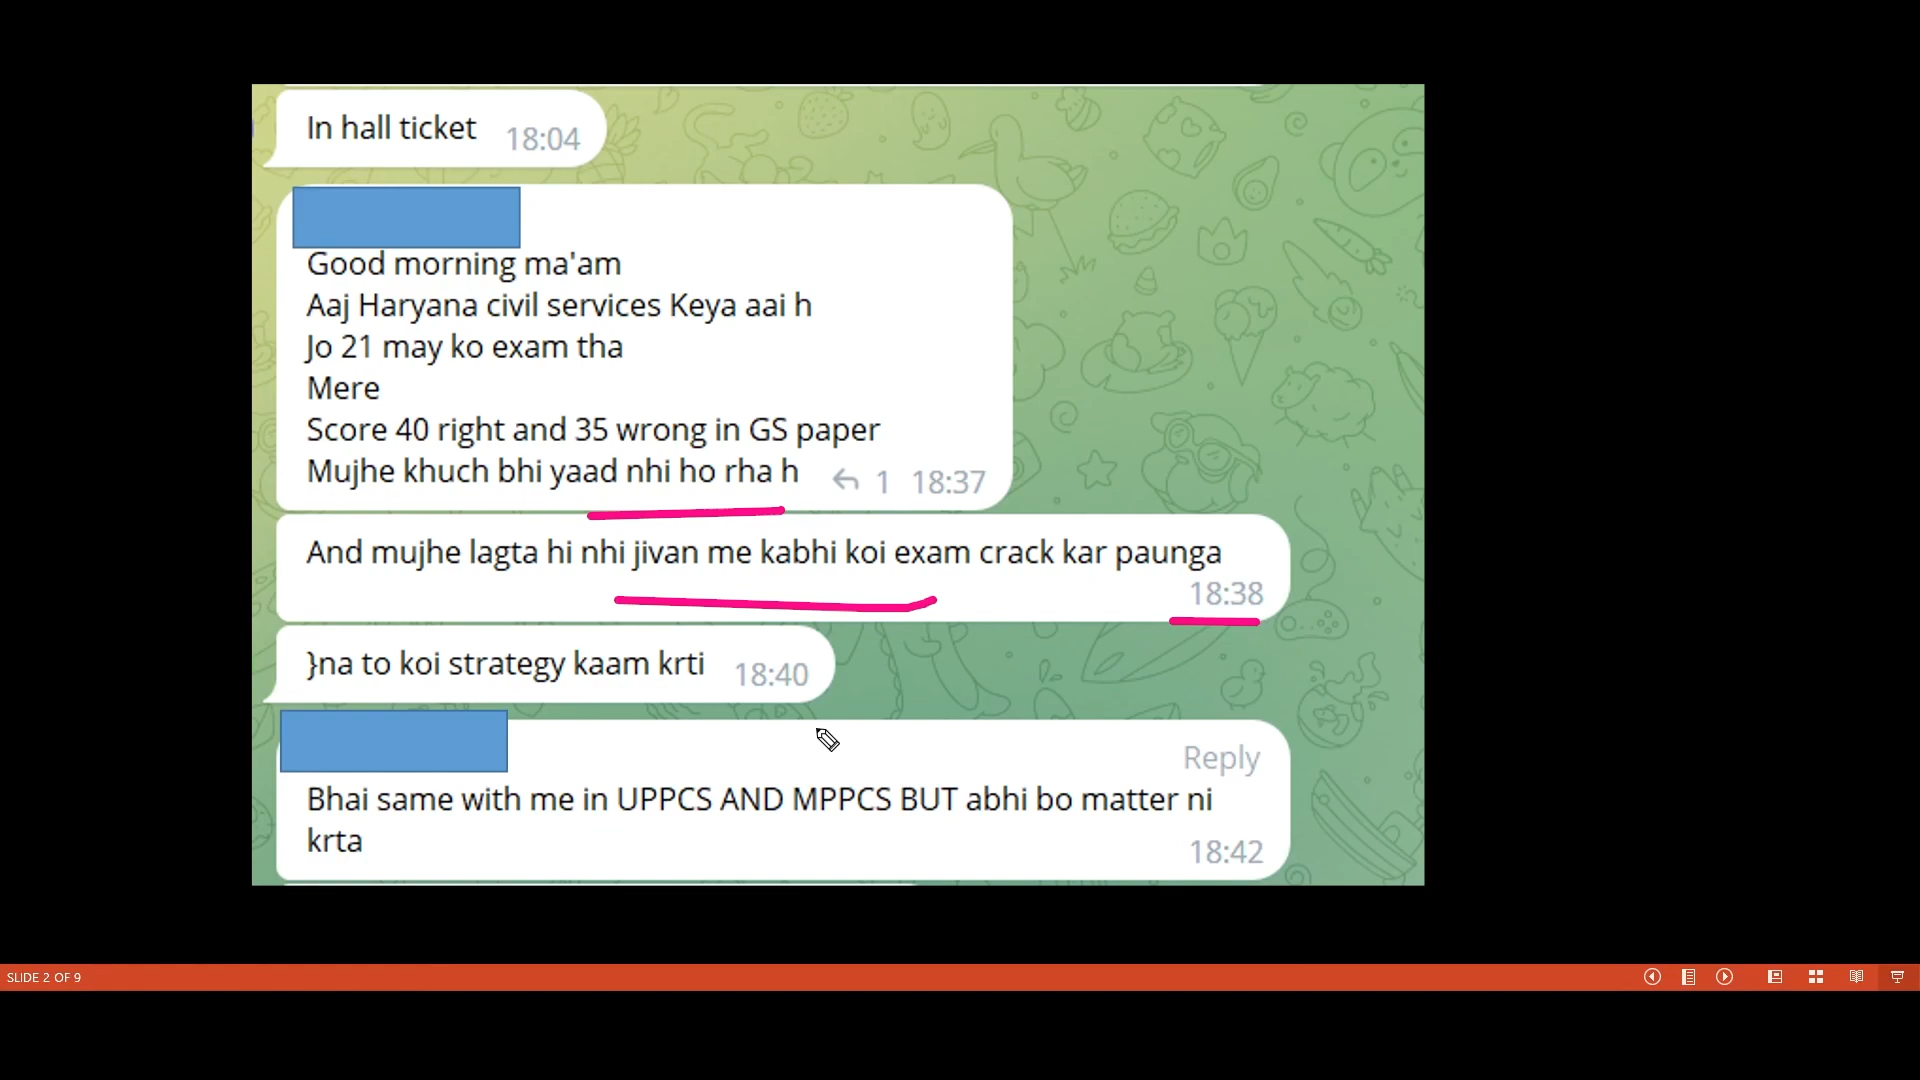 In hall ticket 18:04
Good morning ma'am
Aaj Haryana civil services Keya aai h
Jo 21 may ko exam tha
Mere
Score 40 right and 35 wrong in GS paper
Mujhe khuch bhi yaad nhi ho rha h 1 18:37
And mujhe lagta hi nhi jivan me kabhi koi exam crack kar paunga
18:38
}na to koi strategy kaam krti 18:40
Reply
Bhai same with me in UPPCS AND MPPCS BUT abhi bo matter ni
krta
18:42
SLIDE 2 OF 9